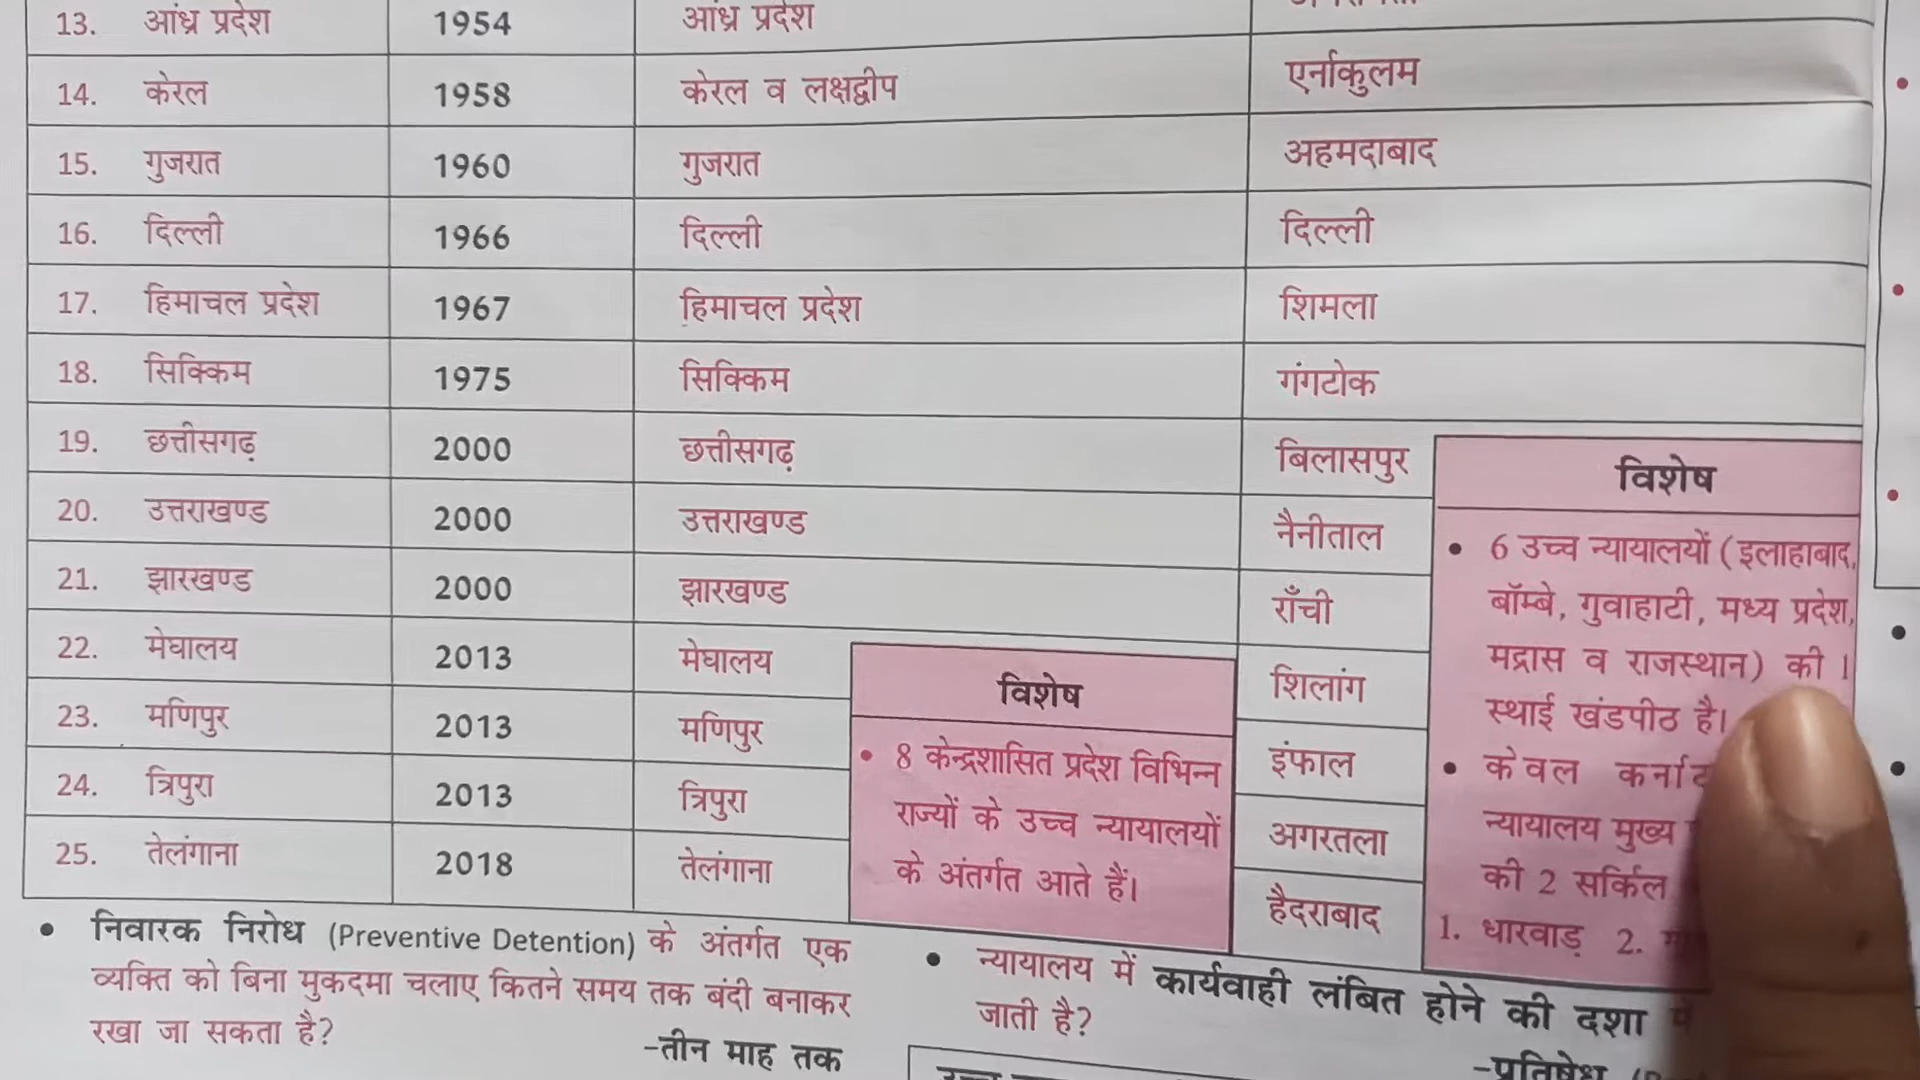 13. आंध्र प्रदेश 1954 आंध्र प्रदेश
14. केरल 1958 केरल व लक्षद्वीप एर्नाकुलम
15. गुजरात 1960 गुजरात अहमदाबाद
16. दिल्ली 1966 दिल्ली दिल्ली
17. हिमाचल प्रदेश 1967 हिमाचल प्रदेश शिमला
18. सिक्किम 1975 सिक्किम गंगटोक
19. छत्तीसगढ़ 2000 छत्तीसगढ़ बिलासपुर
20. उत्तराखण्ड 2000 उत्तराखण्ड नैनीताल
21. झारखण्ड 2000 झारखण्ड राँची
22. मेघालय 2013 मेघालय शिलांग
23. मणिपुर 2013 मणिपुर इंफाल
24. त्रिपुरा 2013 त्रिपुरा अगरतला
25. तेलंगाना 2018 तेलंगाना हैदराबाद
विशेष
• 8 केन्द्रशासित प्रदेश विभिन्न
राज्यों के उच्च न्यायालयों
के अंतर्गत आते हैं।
विशेष
• 6 उच्च न्यायालयों (इलाहाबाद,
बॉम्बे, गुवाहाटी, मध्य प्रदेश,
मद्रास व राजस्थान) की 1
स्थाई खंडपीठ है।
• केवल
न्यायालय मुख्य
की 2 सर्किल
1. धारवाड़ 2.
• निवारक निरोध (Preventive Detention) के अंतर्गत एक
व्यक्ति को बिना मुकदमा चलाए कितने समय तक बंदी बनाकर
रखा जा सकता है?
-तीन माह तक
• न्यायालय में कार्यवाही लंबित होने की दशा
जाती है?
-प्रतिषेध